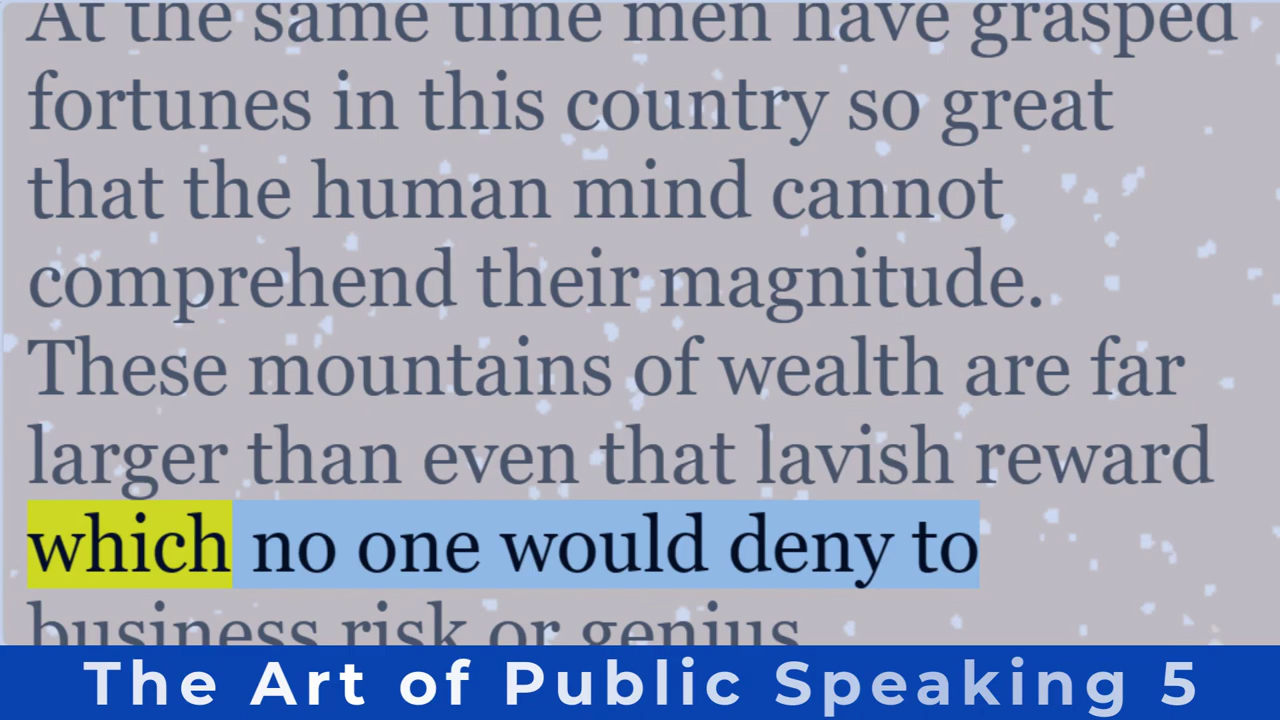 At the same time men have grasped
fortunes in this country so great
that the human mind cannot
comprehend their magnitude.
These mountains of wealth are far
larger than even that lavish reward
which no one would deny to
business risk or genius.
The Art of Public Speaking 5